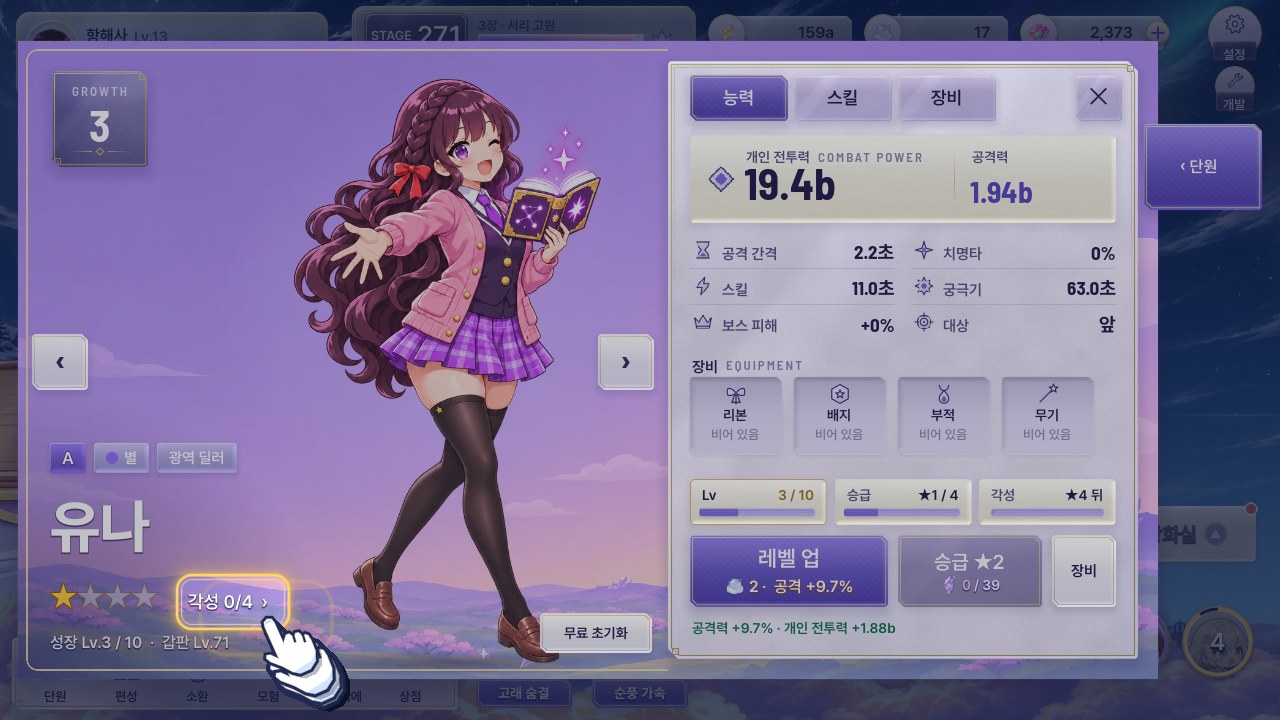 항해사 Lv.13
STAGE 271
3장 · 서리 고원
159a
17
2,373
설정
개발
GROWTH
3
능력
스킬
장비
‹ 단원
개인 전투력 COMBAT POWER
19.4b
공격력
1.94b
공격 간격 2.2초
치명타 0%
스킬 11.0초
궁극기 63.0초
보스 피해 +0%
대상 앞
장비 EQUIPMENT
리본
비어 있음
배지
비어 있음
부적
비어 있음
무기
비어 있음
A
별
광역 딜러
유나
각성 0/4 ›
성장 Lv.3 / 10 · 갑판 Lv.71
무료 초기화
Lv 3 / 10
승급 ★1 / 4
각성 ★4 뒤
레벨 업
2 · 공격 +9.7%
승급 ★2
0 / 39
장비
공격력 +9.7% · 개인 전투력 +1.88b
4
단원
편성
소환
상점
고래 숨결
순풍 가속